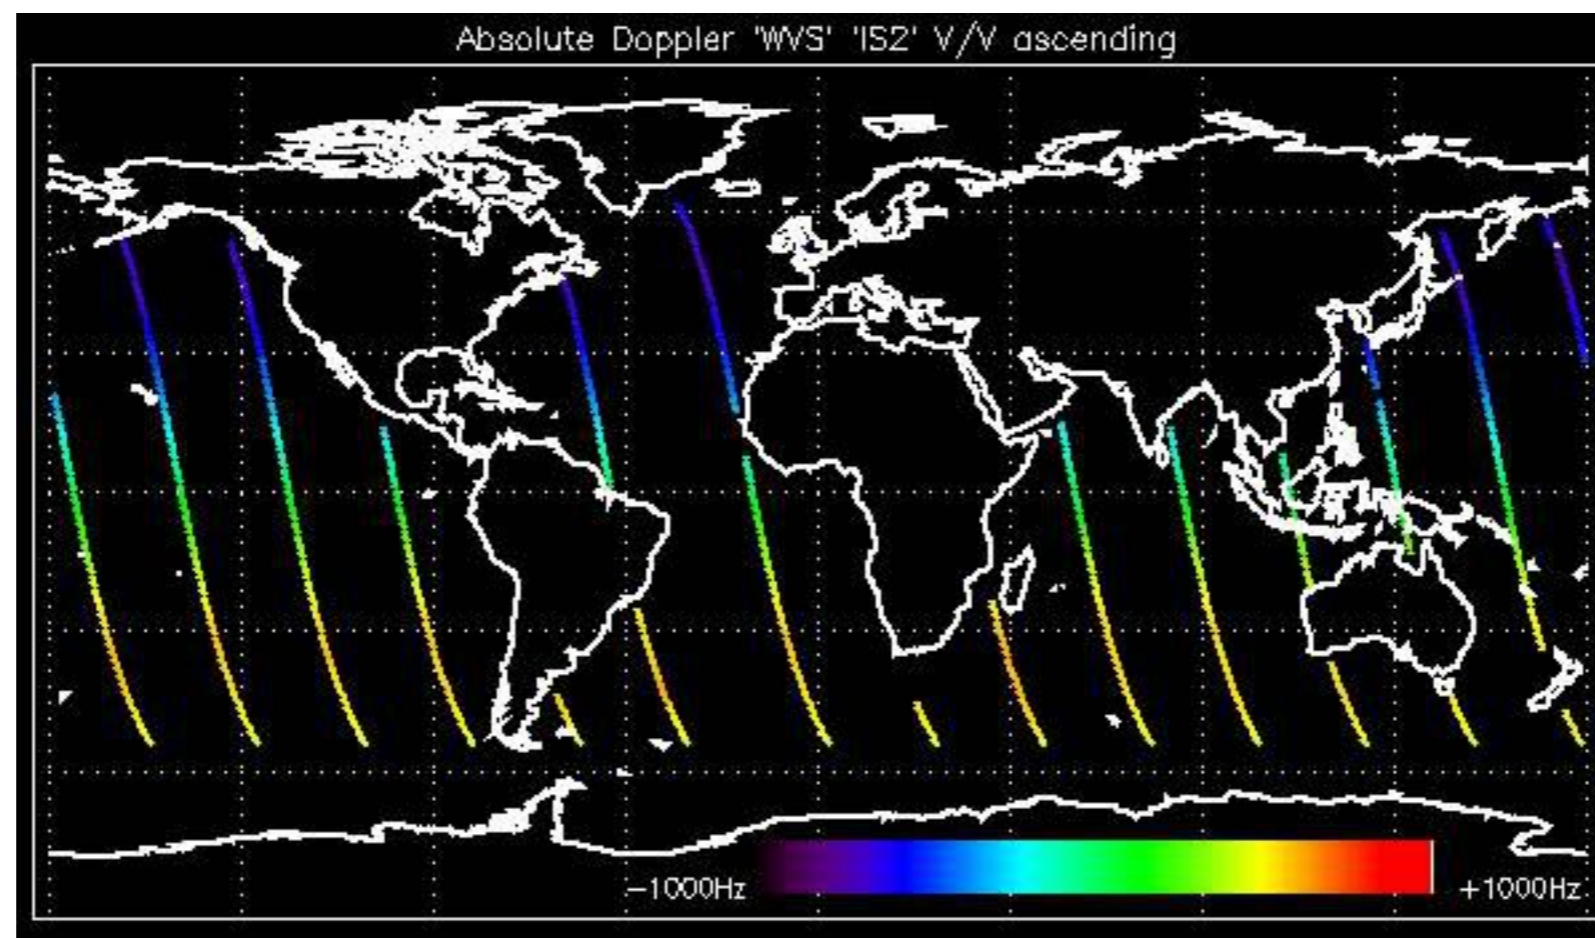 Absolute Doppler 'WVS' 'IS2' V/V ascending
−1000Hz +1000Hz